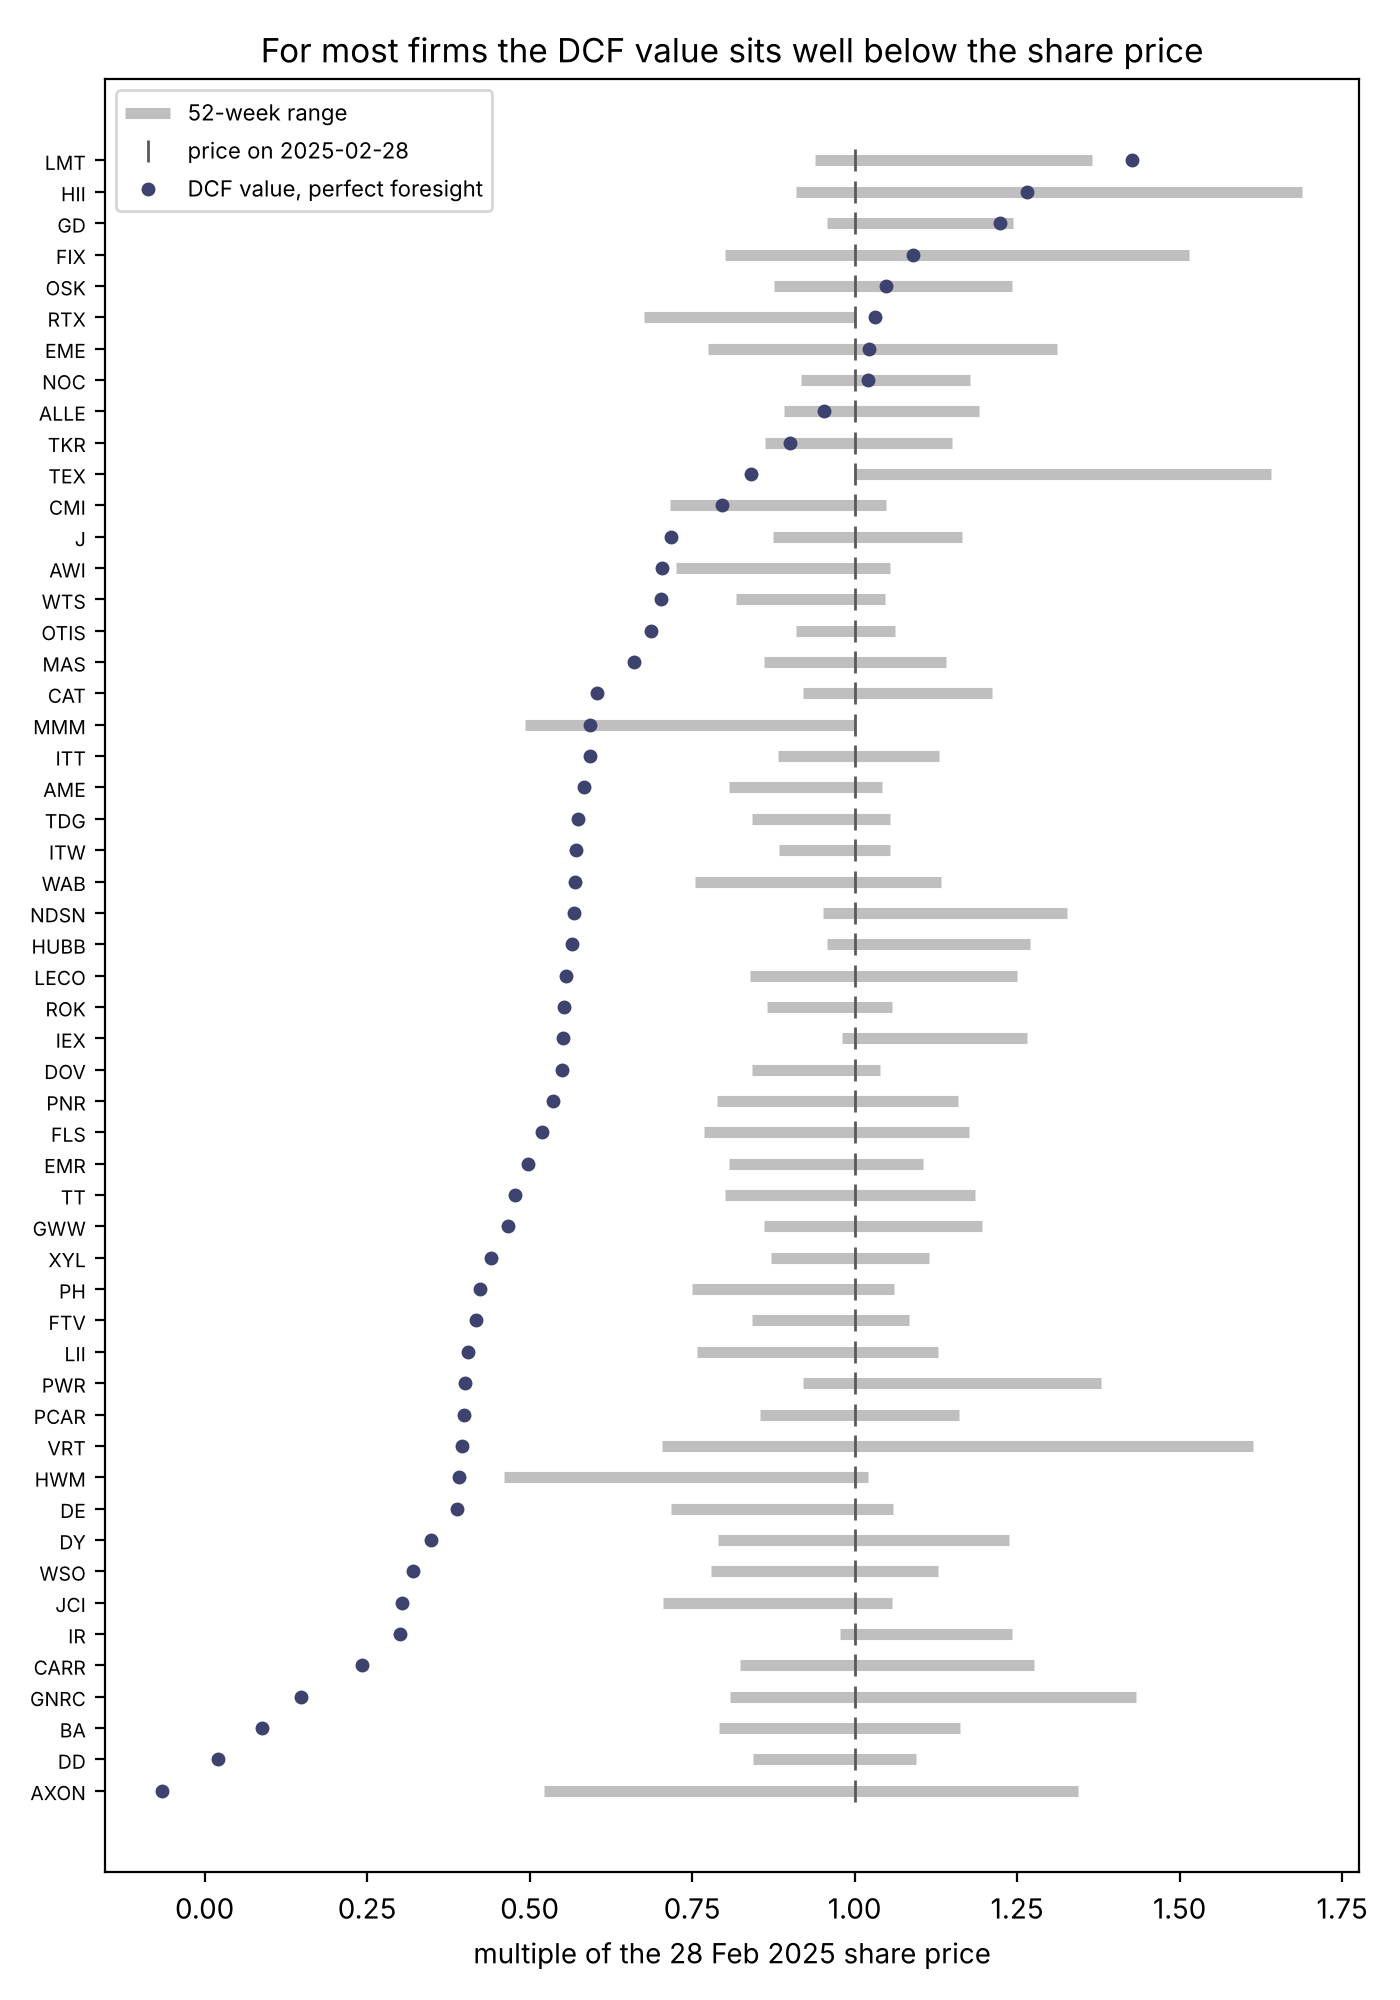 For most firms the DCF value sits well below the share price
52-week range
price on 2025-02-28
DCF value, perfect foresight
LMT
HII
GD
FIX
OSK
RTX
EME
NOC
ALLE
TKR
TEX
CMI
J
AWI
WTS
OTIS
MAS
CAT
MMM
ITT
AME
TDG
ITW
WAB
NDSN
HUBB
LECO
ROK
IEX
DOV
PNR
FLS
EMR
TT
GWW
XYL
PH
FTV
LII
PWR
PCAR
VRT
HWM
DE
DY
WSO
JCI
IR
CARR
GNRC
BA
DD
AXON
0.00 0.25 0.50 0.75 1.00 1.25 1.50 1.75
multiple of the 28 Feb 2025 share price